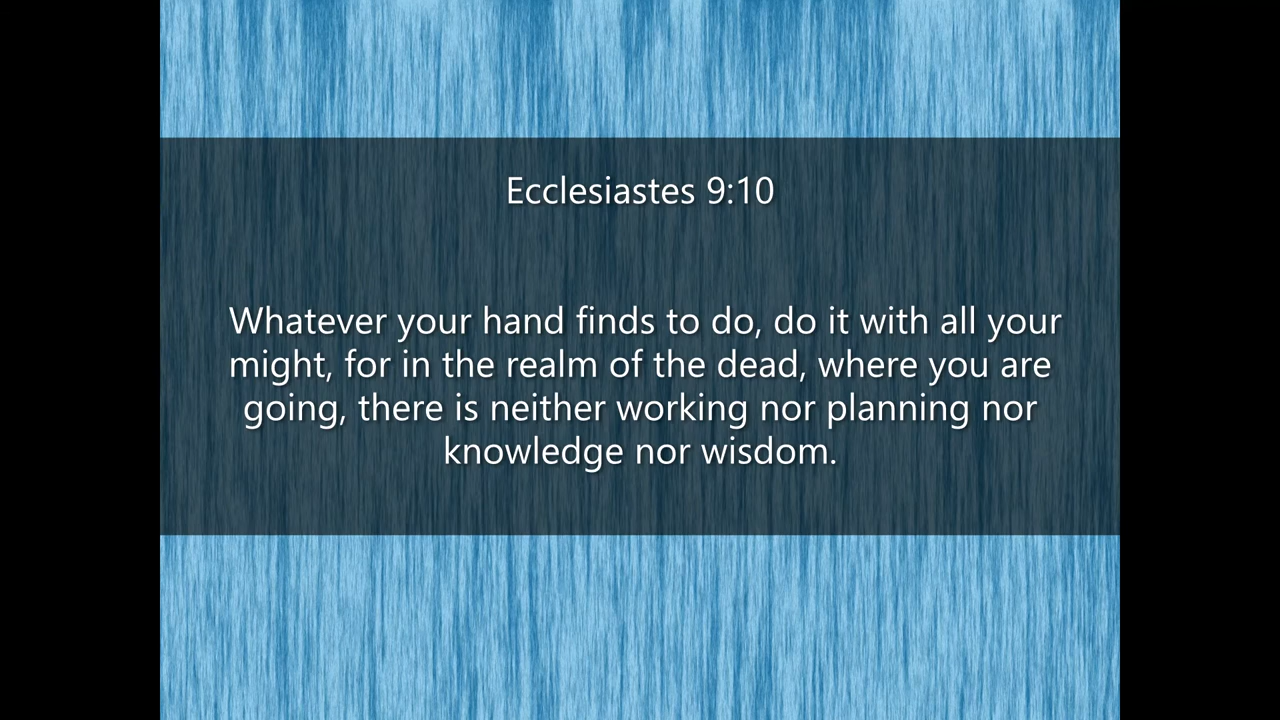 Ecclesiastes 9:10
Whatever your hand finds to do, do it with all your
might, for in the realm of the dead, where you are
going, there is neither working nor planning nor
knowledge nor wisdom.